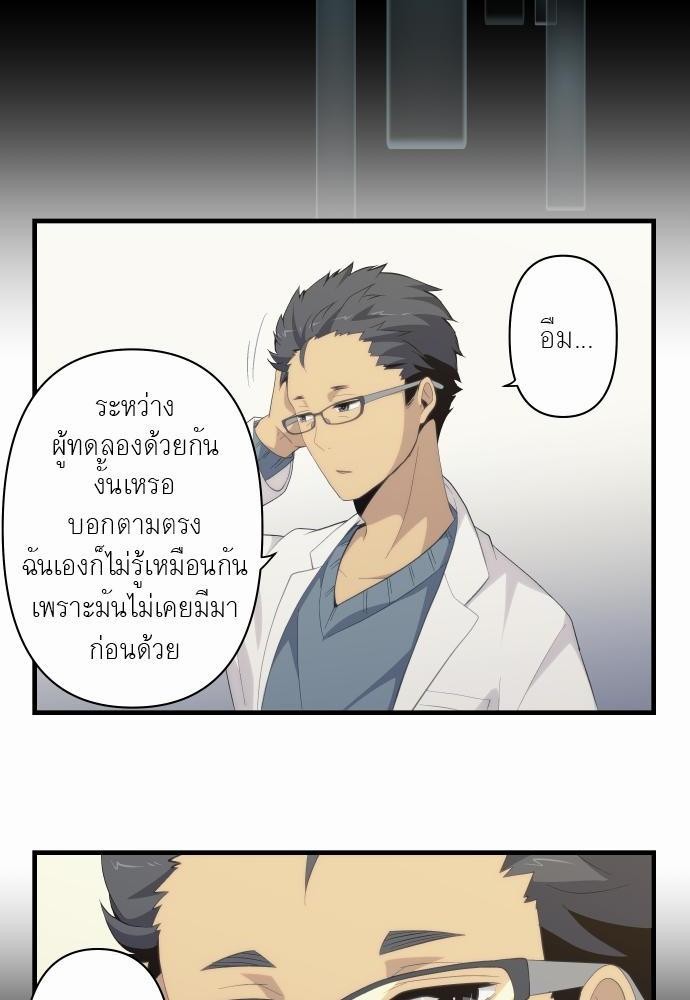 อืม...
ระหว่าง
ผู้ทดลองด้วยกัน
งั้นเหรอ
บอกตามตรง
ฉันเองก็ไม่รู้เหมือนกัน
เพราะมันไม่เคยมีมา
ก่อนด้วย